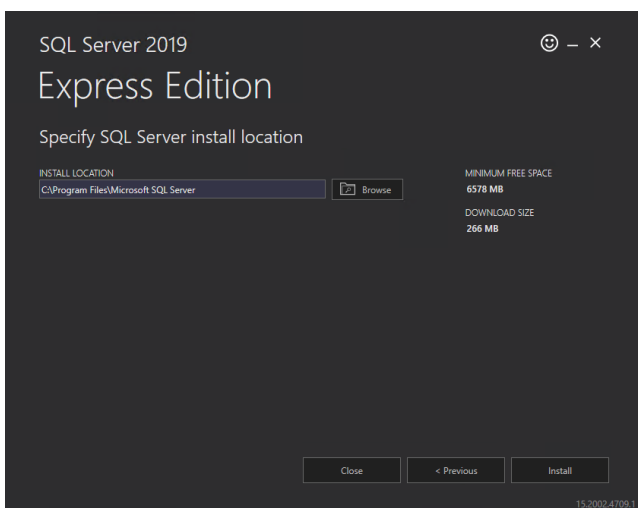 SQL Server 2019
Express Edition
Specify SQL Server install location
INSTALL LOCATION
C:\Program Files\Microsoft SQL Server
Browse
MINIMUM FREE SPACE
6578 MB
DOWNLOAD SIZE
266 MB
Close
< Previous
Install
15.2002.4709.1